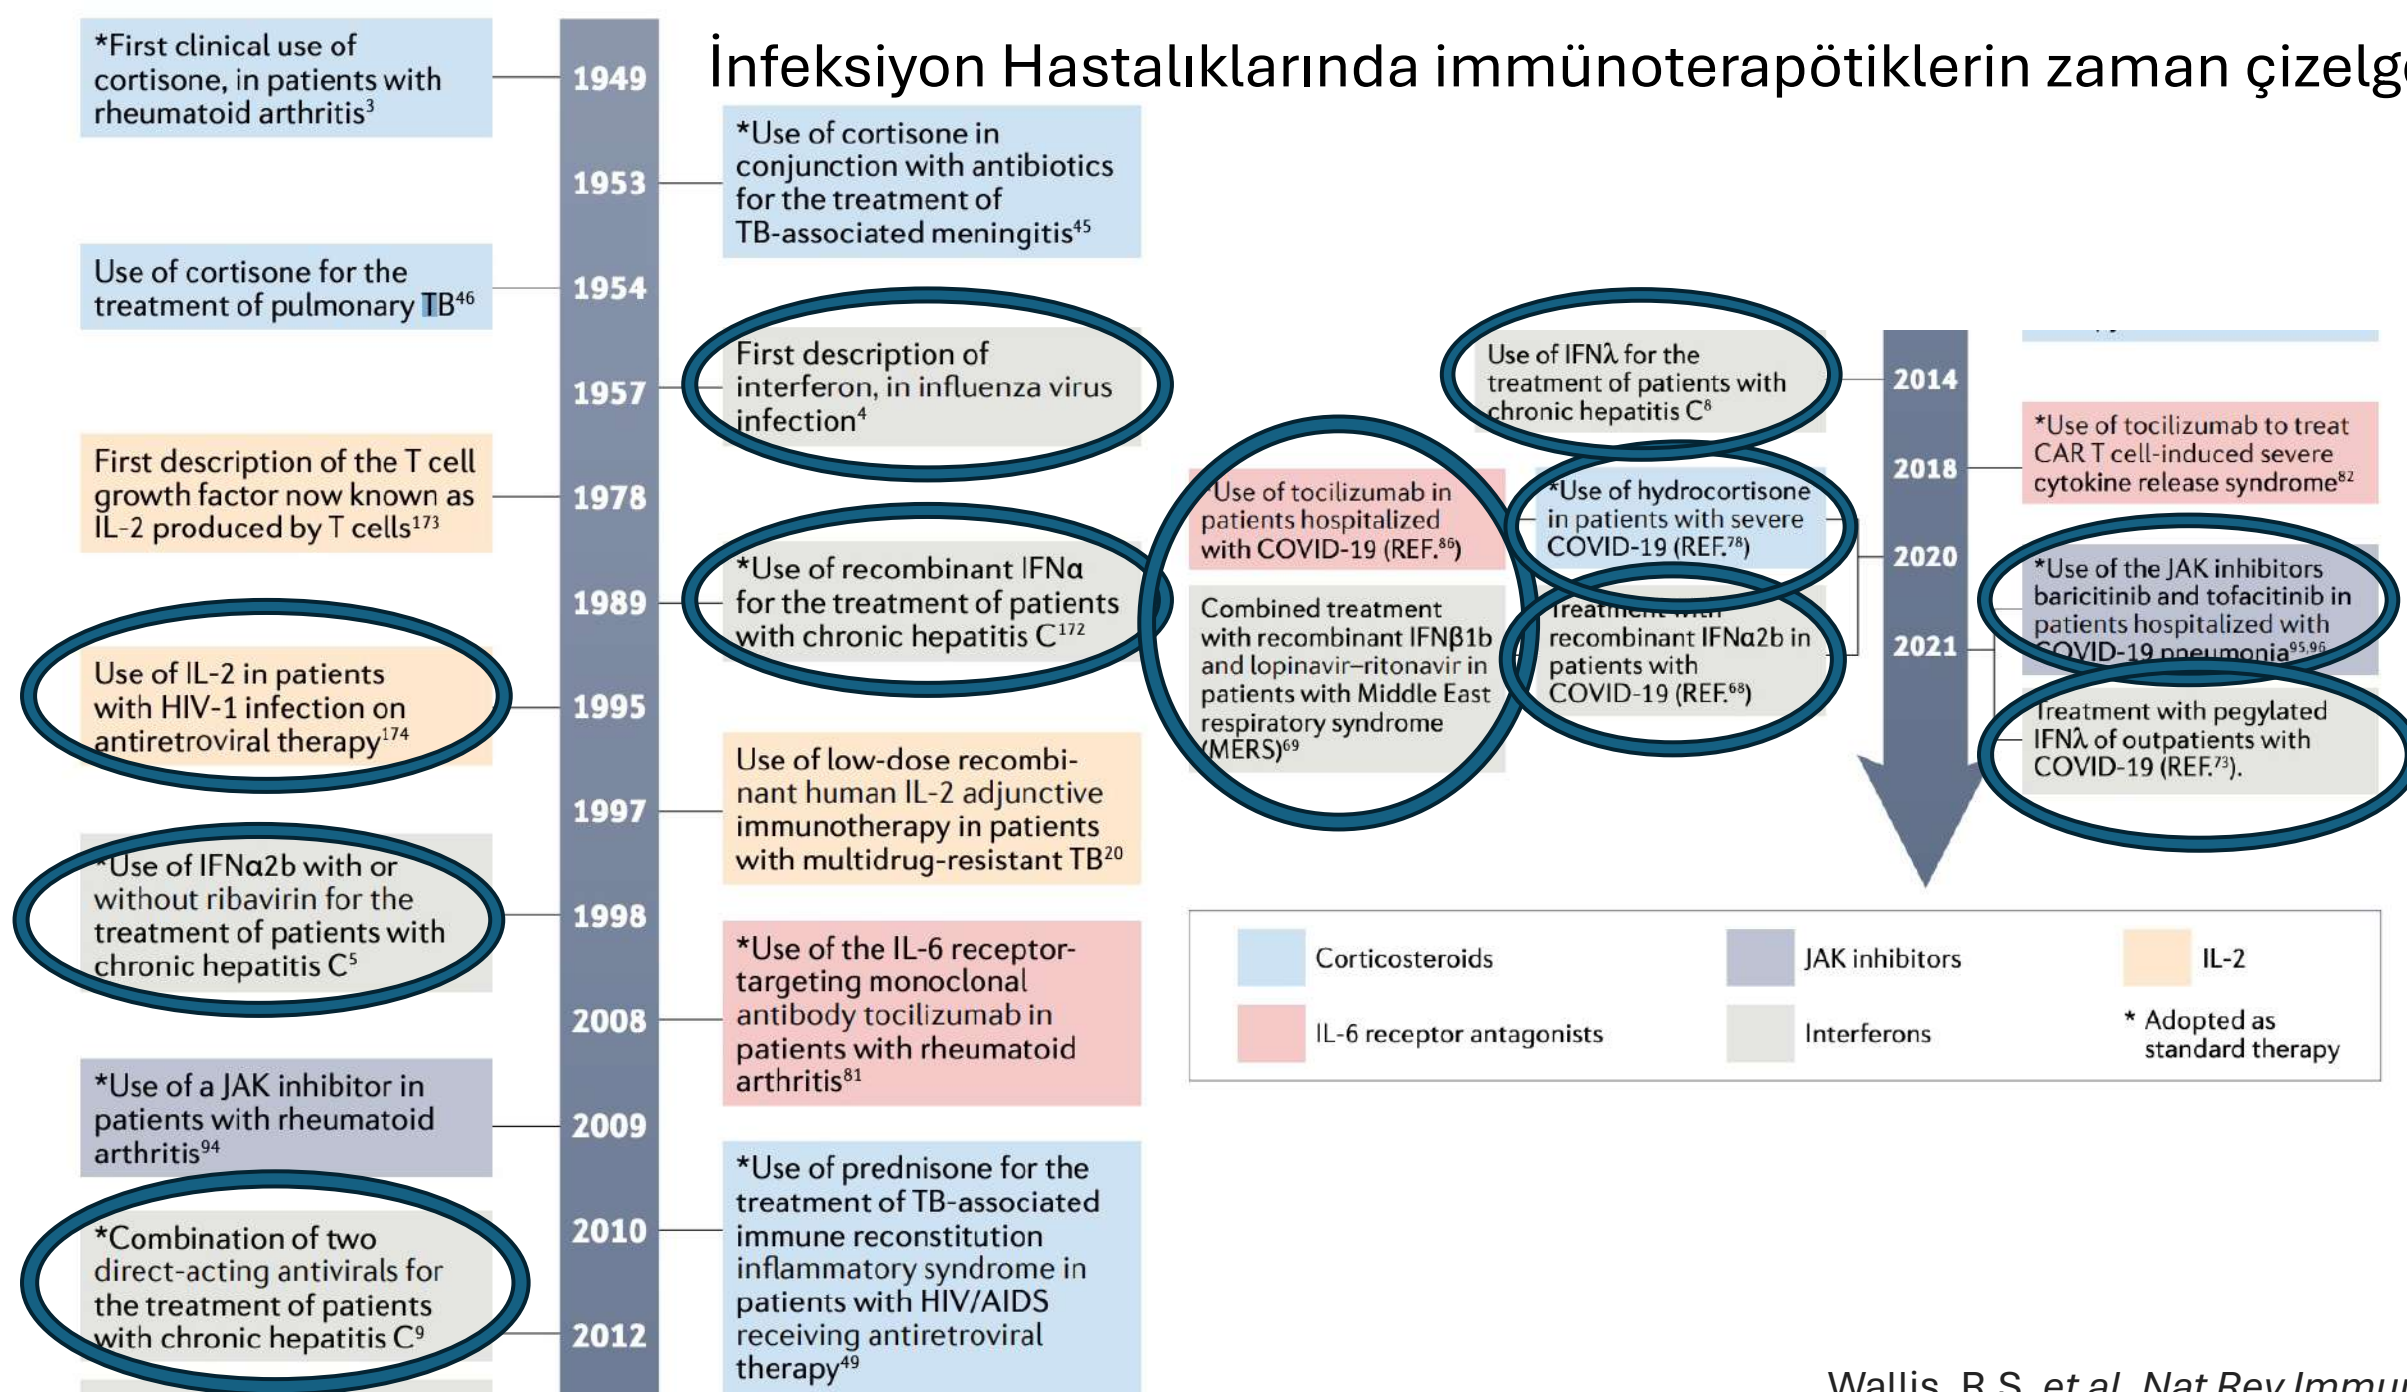 İnfeksiyon Hastalıklarında immünoterapötiklerin zaman çizelge
*First clinical use of
cortisone, in patients with
rheumatoid arthritis3
1949
*Use of cortisone in
conjunction with antibiotics
for the treatment of
TB-associated meningitis45
1953
Use of cortisone for the
treatment of pulmonary TB46
1954
First description of
interferon, in influenza virus
infection4
1957
First description of the T cell
growth factor now known as
IL-2 produced by T cells173
1978
*Use of recombinant IFNα
for the treatment of patients
with chronic hepatitis C172
1989
Use of IL-2 in patients
with HIV-1 infection on
antiretroviral therapy174
1995
Use of low-dose recombi-
nant human IL-2 adjunctive
immunotherapy in patients
with multidrug-resistant TB20
1997
*Use of IFNα2b with or
without ribavirin for the
treatment of patients with
chronic hepatitis C5
1998
*Use of the IL-6 receptor-
targeting monoclonal
antibody tocilizumab in
patients with rheumatoid
arthritis81
2008
*Use of a JAK inhibitor in
patients with rheumatoid
arthritis94
2009
*Use of prednisone for the
treatment of TB-associated
immune reconstitution
inflammatory syndrome in
patients with HIV/AIDS
receiving antiretroviral
therapy49
2010
*Combination of two
direct-acting antivirals for
the treatment of patients
with chronic hepatitis C9
2012
Use of IFNλ for the
treatment of patients with
chronic hepatitis C8
2014
*Use of tocilizumab to treat
CAR T cell-induced severe
cytokine release syndrome82
2018
*Use of tocilizumab in
patients hospitalized
with COVID-19 (REF.86)
*Use of hydrocortisone
in patients with severe
COVID-19 (REF.78)
2020
Combined treatment
with recombinant IFNβ1b
and lopinavir–ritonavir in
patients with Middle East
respiratory syndrome
(MERS)69
Treatment with
recombinant IFNα2b in
patients with
COVID-19 (REF.68)
*Use of the JAK inhibitors
baricitinib and tofacitinib in
patients hospitalized with
COVID-19 pneumonia95,96
2021
Treatment with pegylated
IFNλ of outpatients with
COVID-19 (REF.73).
Corticosteroids
JAK inhibitors
IL-2
IL-6 receptor antagonists
Interferons
* Adopted as
standard therapy
Wallis, R.S. et al. Nat Rev Immu